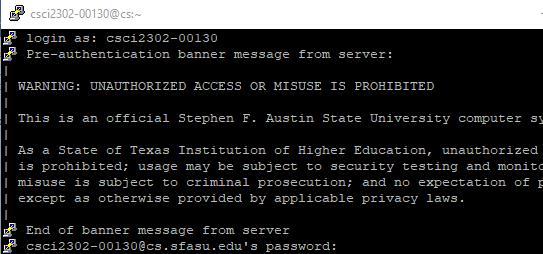 csci2302-00130@cs:~
login as: csci2302-00130
Pre-authentication banner message from server:
|
| WARNING: UNAUTHORIZED ACCESS OR MISUSE IS PROHIBITED
|
| This is an official Stephen F. Austin State University computer
|
| As a State of Texas Institution of Higher Education, unauthorized
| is prohibited; usage may be subject to security testing and
| misuse is subject to criminal prosecution; and no expectation of
| except as otherwise provided by applicable privacy laws.
|
End of banner message from server
csci2302-00130@cs.sfasu.edu's password: